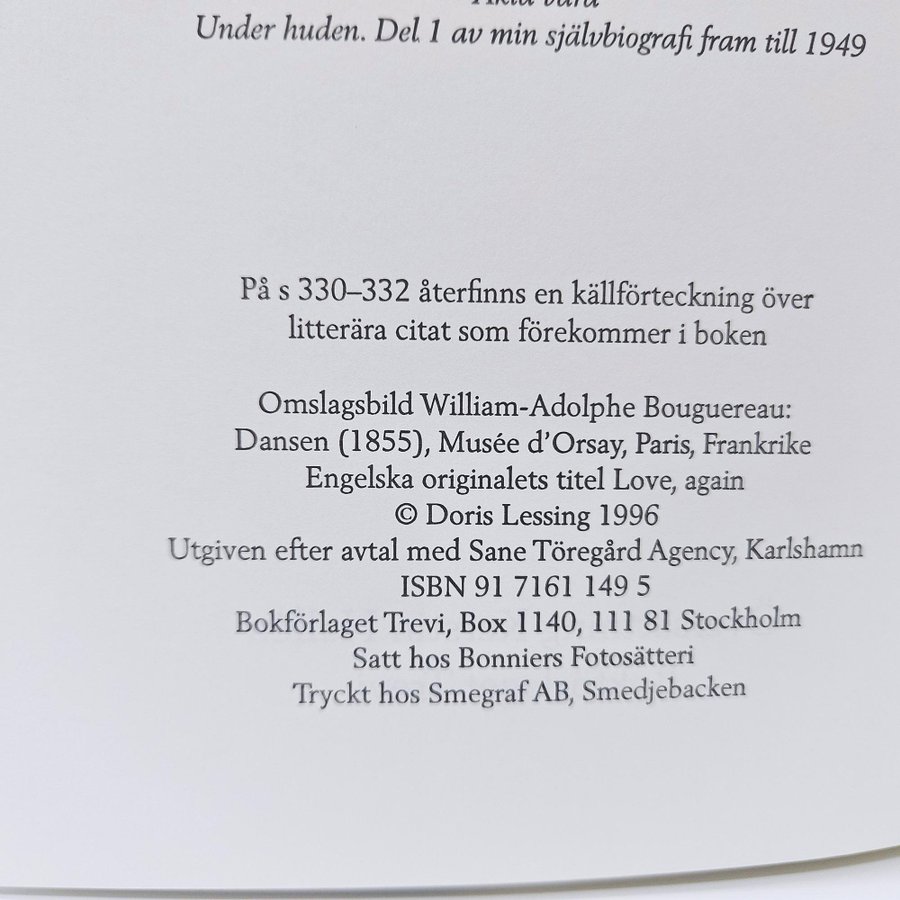 Under huden. Del 1 av min självbiografi fram till 1949
På s 330–332 återfinns en källförteckning över
litterära citat som förekommer i boken
Omslagsbild William-Adolphe Bouguereau:
Dansen (1855), Musée d’Orsay, Paris, Frankrike
Engelska originalets titel Love, again
© Doris Lessing 1996
Utgiven efter avtal med Sane Töregård Agency, Karlshamn
ISBN 91 7161 149 5
Bokförlaget Trevi, Box 1140, 111 81 Stockholm
Satt hos Bonniers Fotosätteri
Tryckt hos Smegraf AB, Smedjebacken